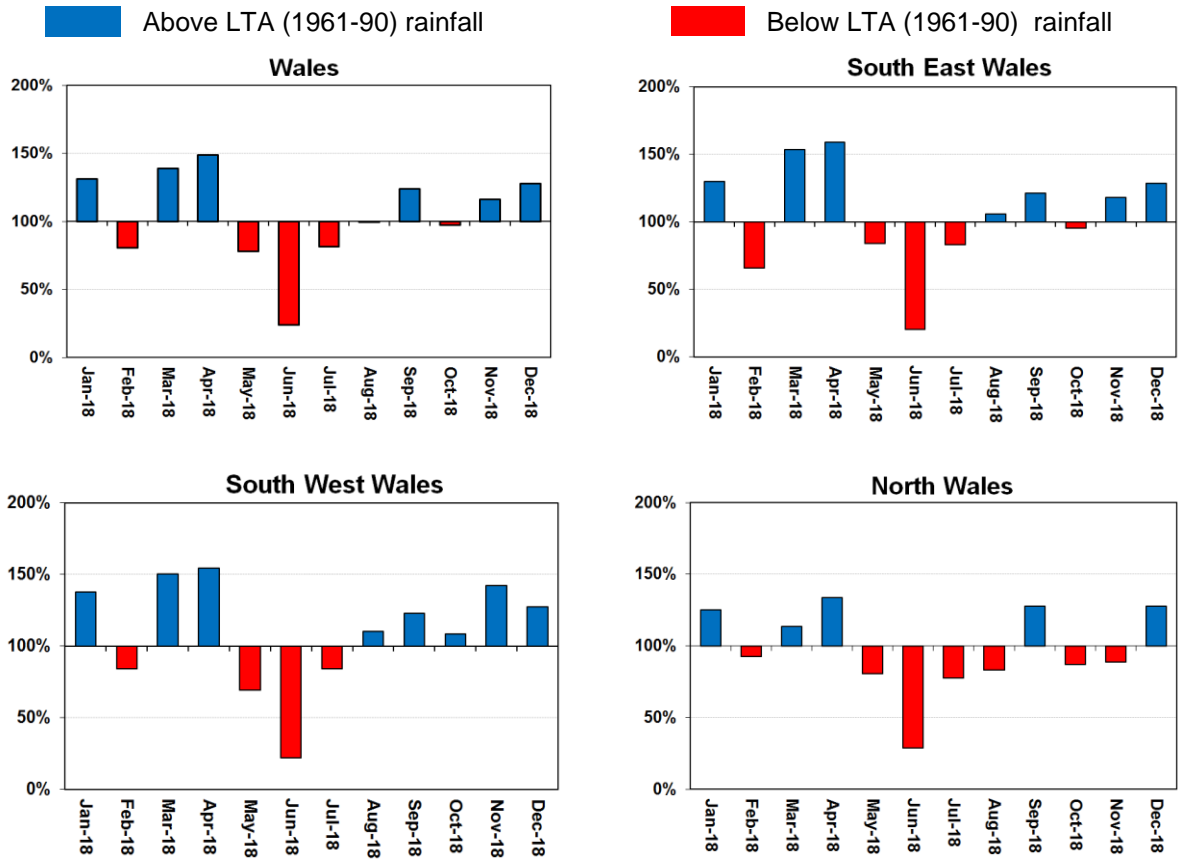 Above LTA (1961-90) rainfall
Below LTA (1961-90) rainfall
Wales
200%
150%
100%
50%
0%
Jan-18
Feb-18
Mar-18
Apr-18
May-18
Jun-18
Jul-18
Aug-18
Sep-18
Oct-18
Nov-18
Dec-18
South East Wales
200%
150%
100%
50%
0%
Jan-18
Feb-18
Mar-18
Apr-18
May-18
Jun-18
Jul-18
Aug-18
Sep-18
Oct-18
Nov-18
Dec-18
South West Wales
200%
150%
100%
50%
0%
Jan-18
Feb-18
Mar-18
Apr-18
May-18
Jun-18
Jul-18
Aug-18
Sep-18
Oct-18
Nov-18
Dec-18
North Wales
200%
150%
100%
50%
0%
Jan-18
Feb-18
Mar-18
Apr-18
May-18
Jun-18
Jul-18
Aug-18
Sep-18
Oct-18
Nov-18
Dec-18